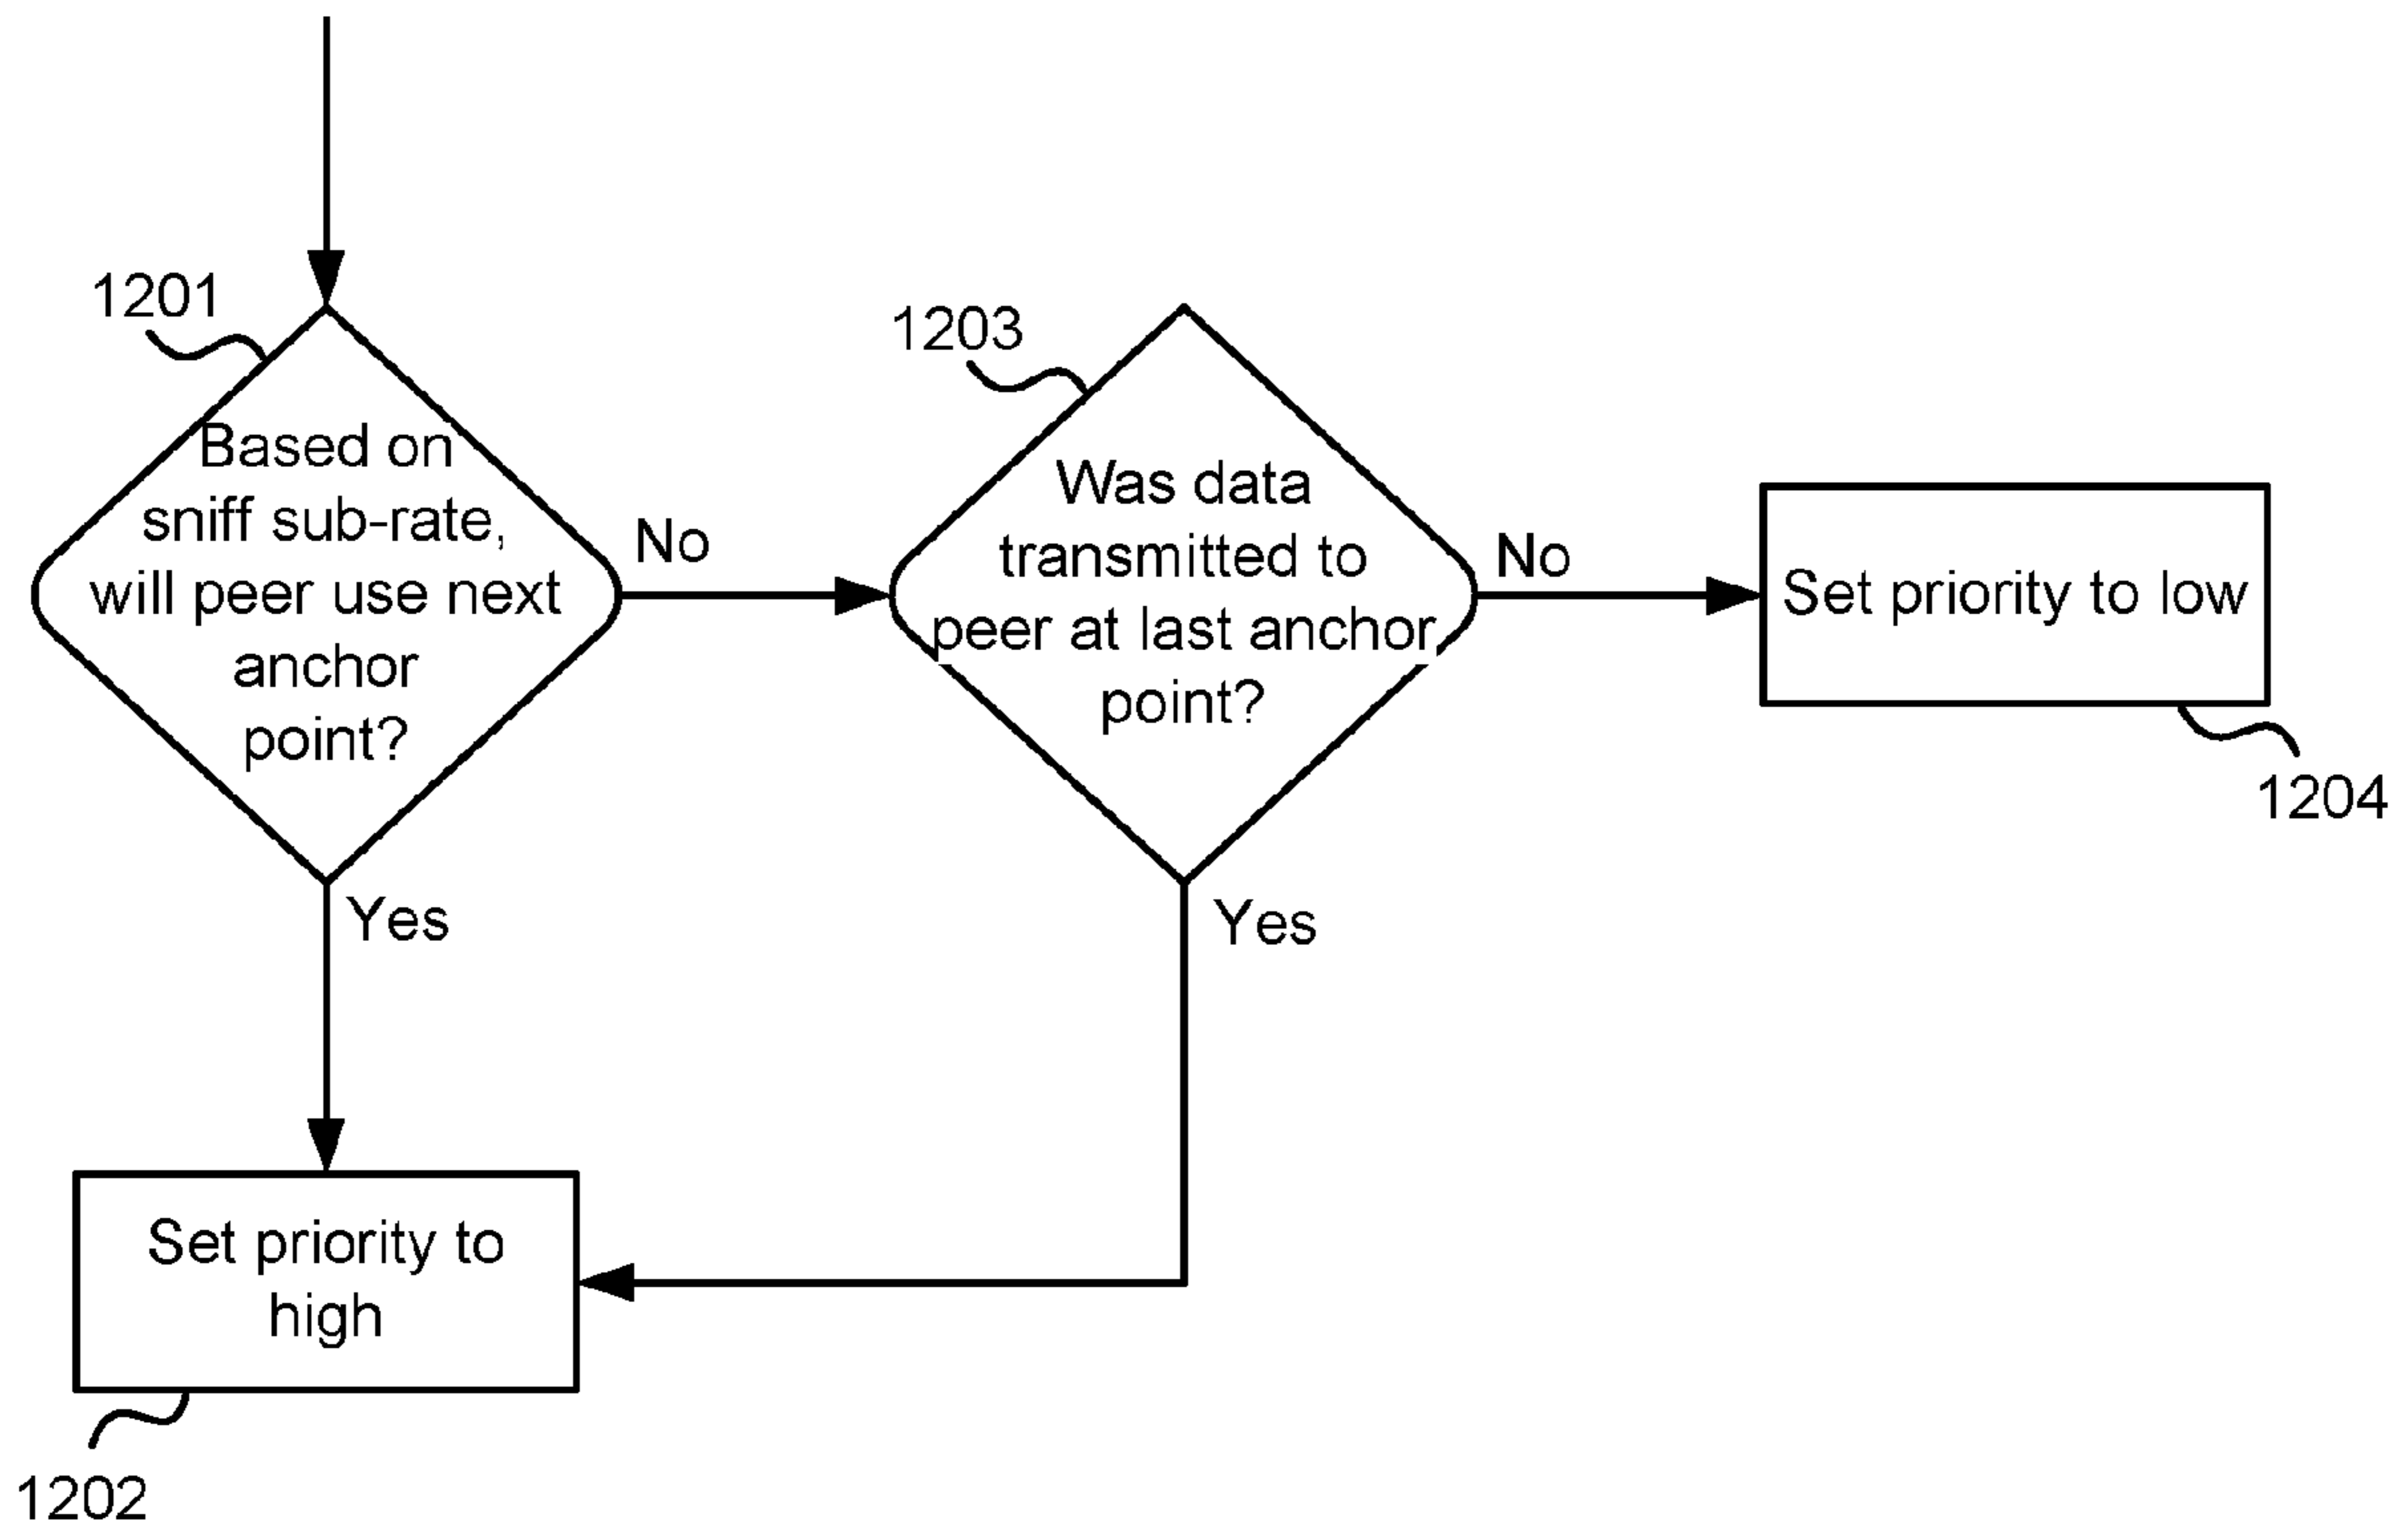 1201
Based on
sniff sub-rate,
will peer use next
anchor
point?
No
Yes
1203
Was data
transmitted to
peer at last anchor
point?
No
Yes
Set priority to low
1204
Set priority to
high
1202